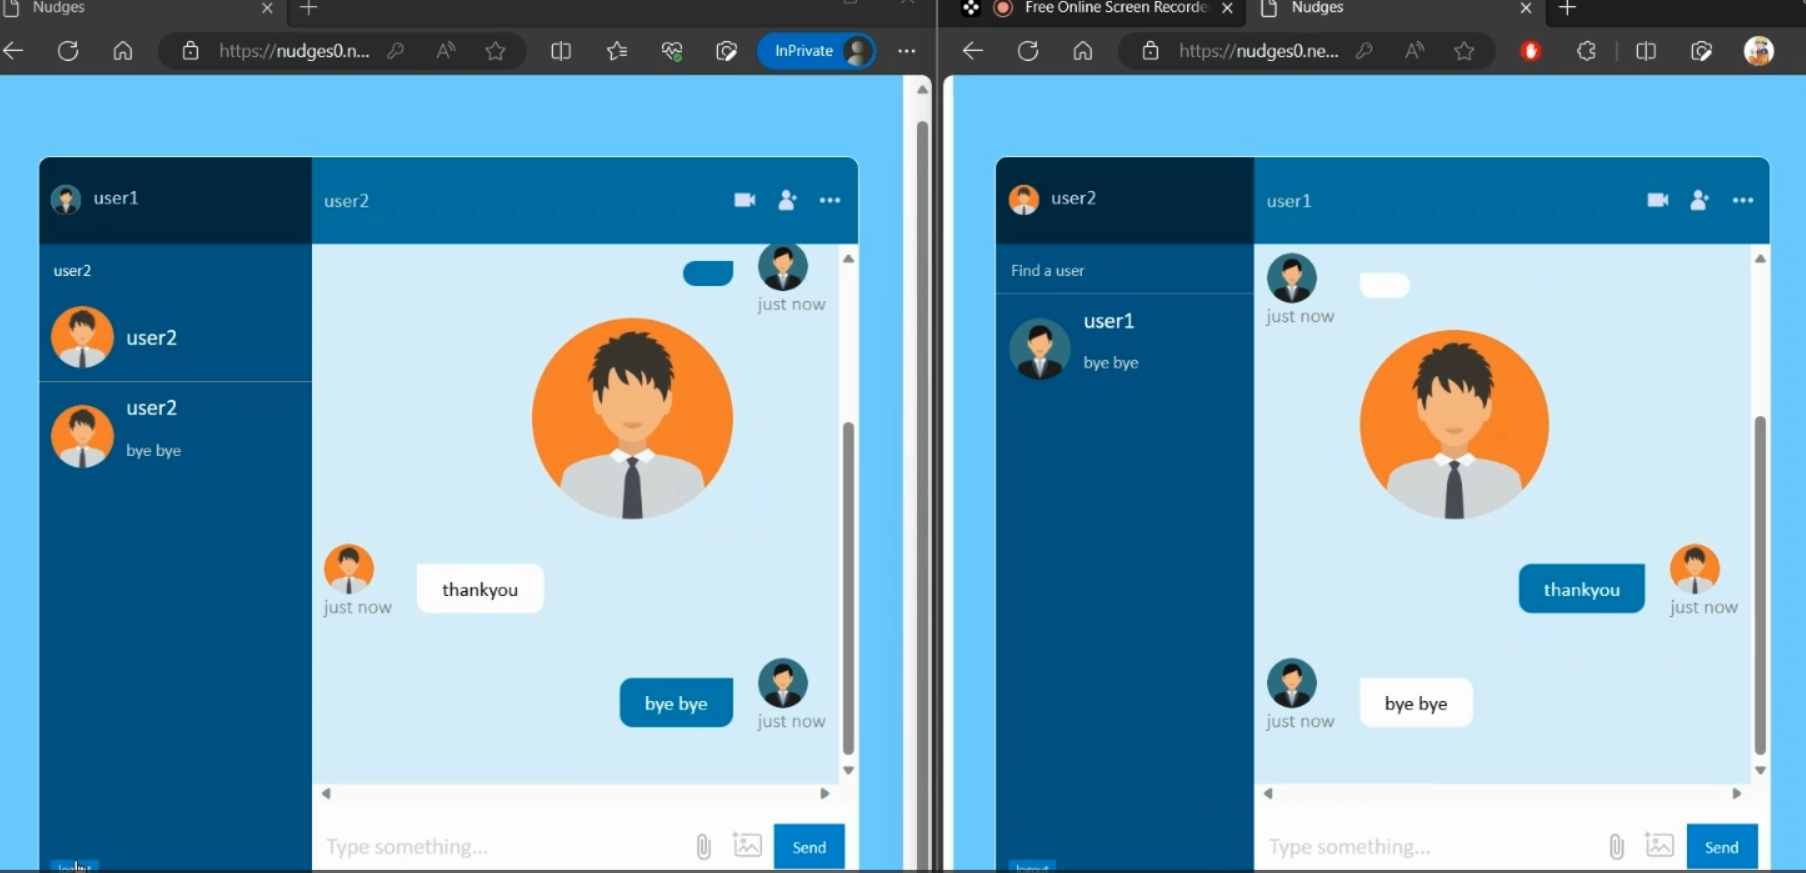 Nudges
https://nudges0.n...
InPrivate
user1
user2
user2
user2
user2
bye bye
just now
thankyou
just now
bye bye
just now
Type something...
Send
Free Online Screen Recorde
Nudges
https://nudges0.ne...
user2
user1
Find a user
user1
bye bye
just now
thankyou
just now
bye bye
just now
Type something...
Send
logout